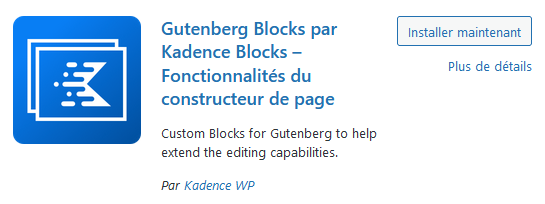 Gutenberg Blocks par
Kadence Blocks –
Fonctionnalités du
constructeur de page
Installer maintenant
Plus de détails
Custom Blocks for Gutenberg to help
extend the editing capabilities.
Par Kadence WP